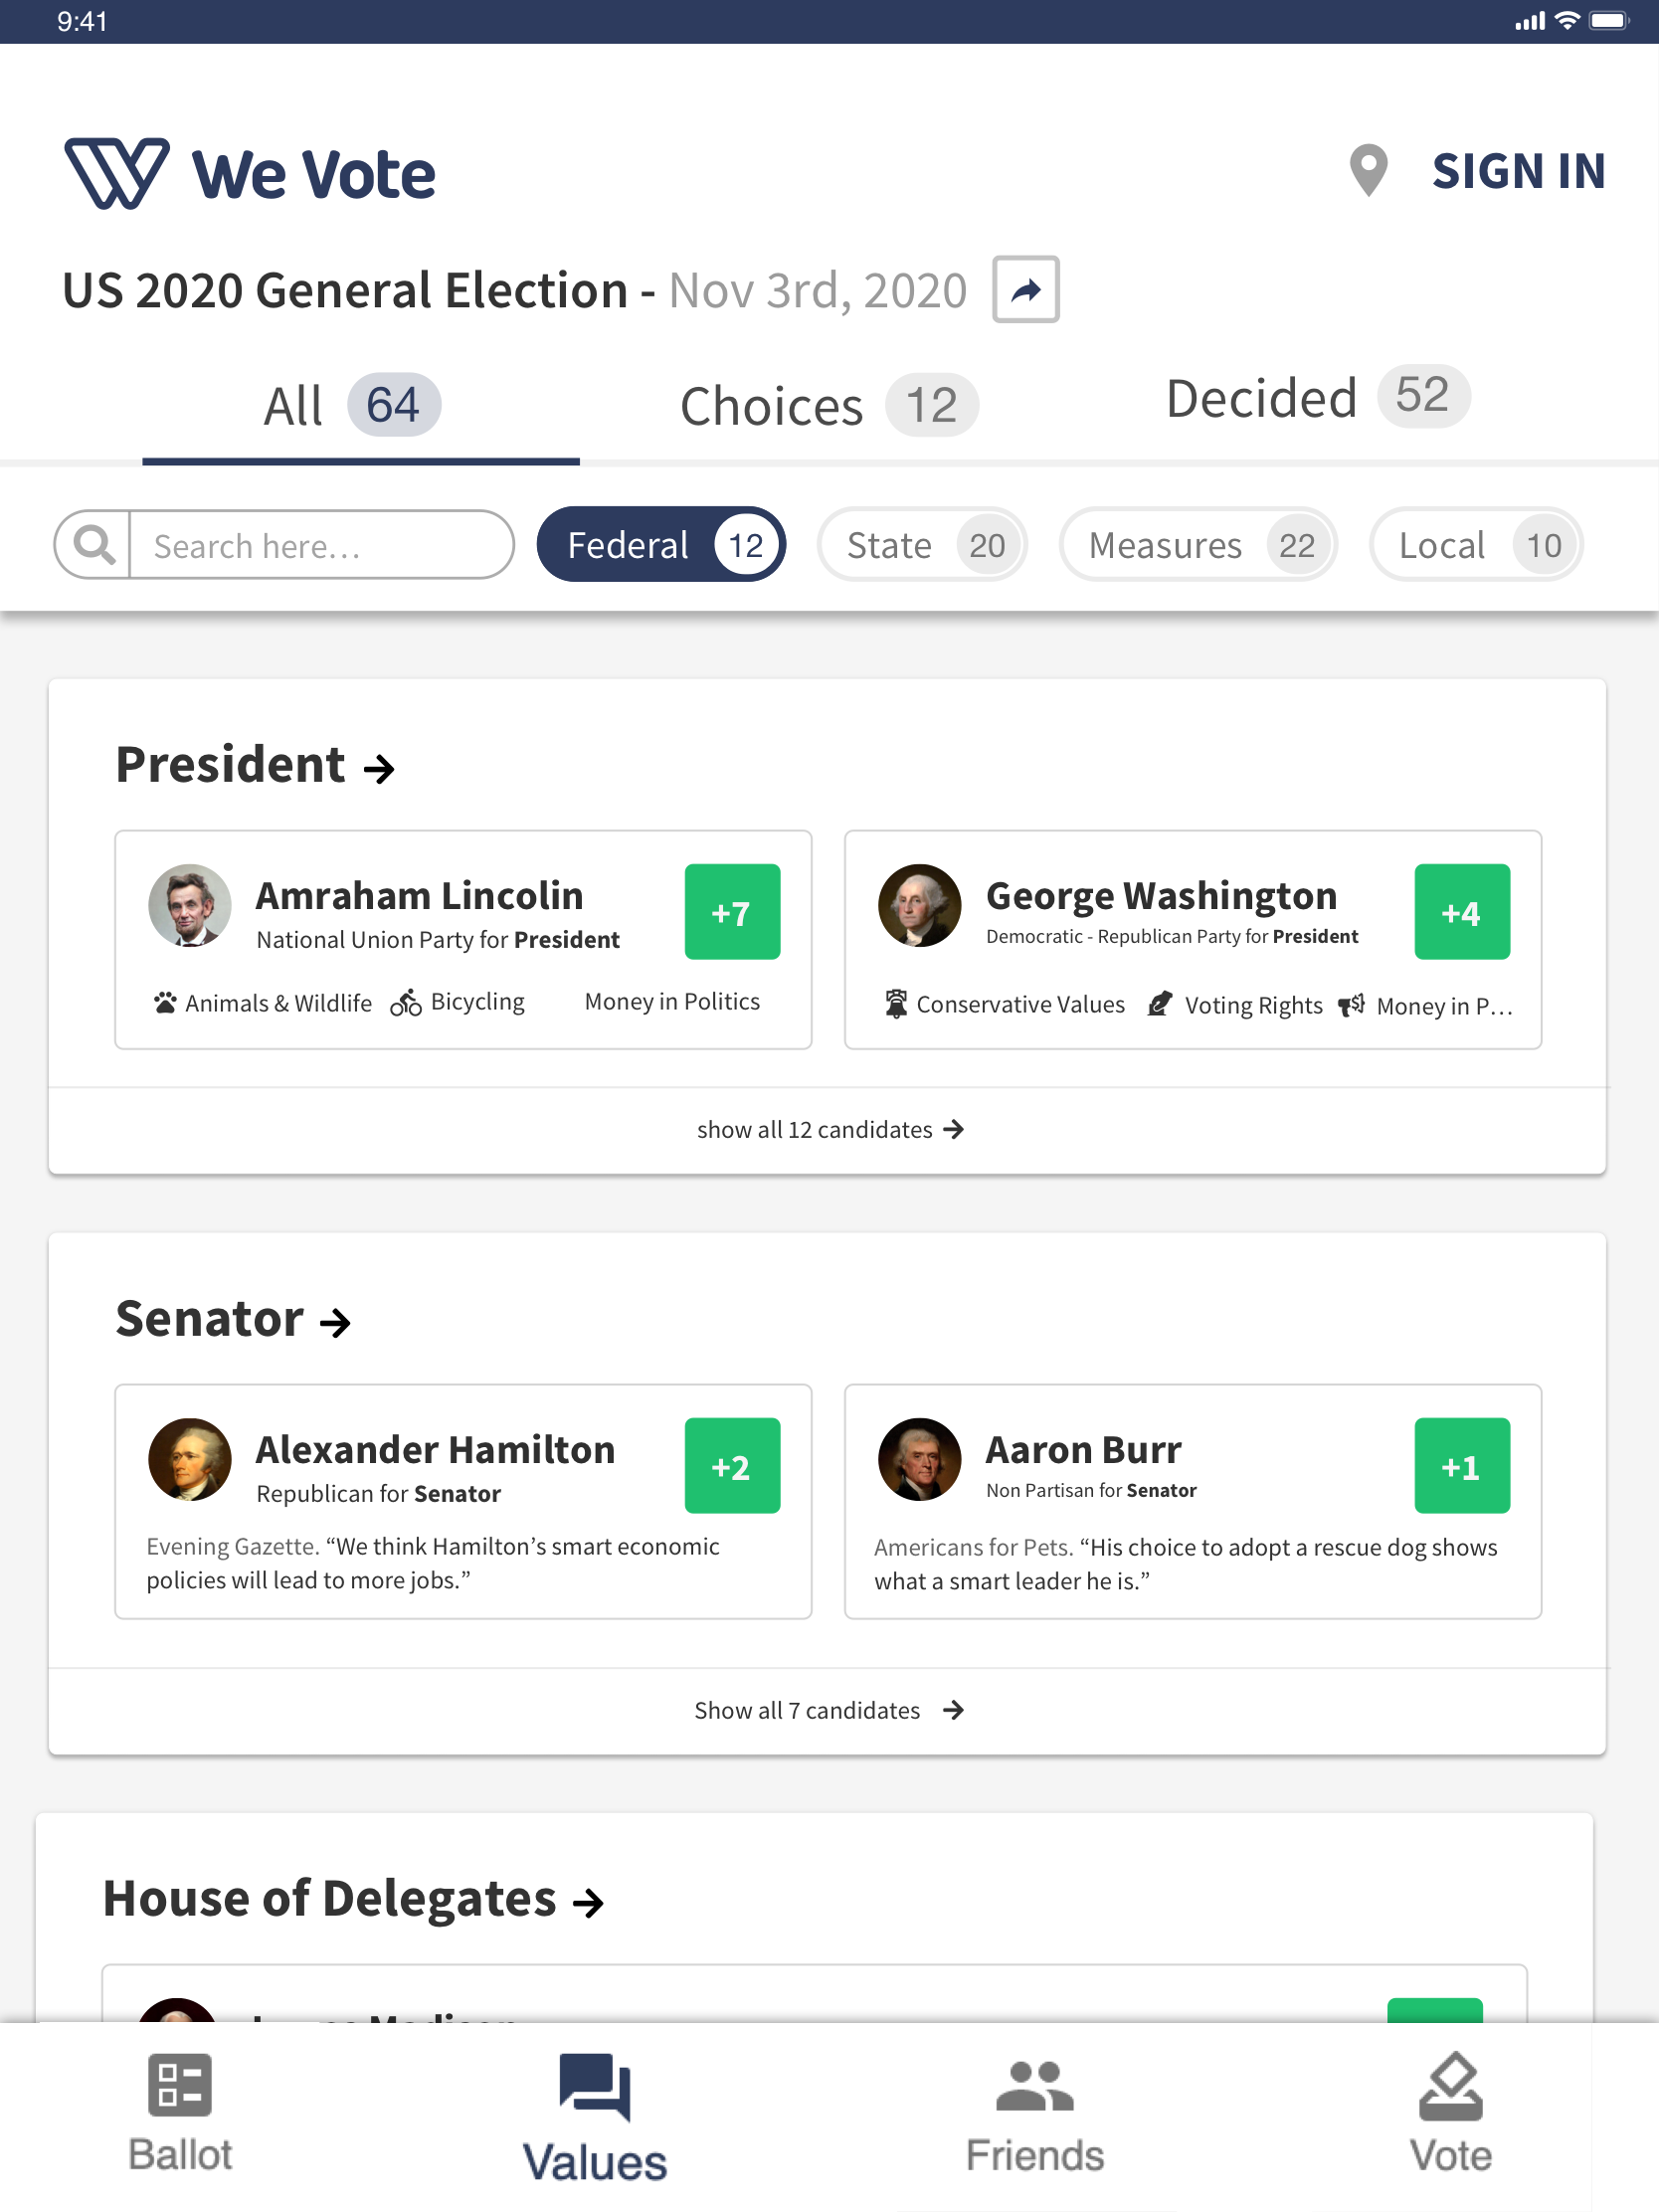 9:41
We Vote
SIGN IN
US 2020 General Election - Nov 3rd, 2020
All 64
Choices 12
Decided 52
Search here...
Federal 12
State 20
Measures 22
Local 10
President
Amraham Lincolin
National Union Party for President
+7
Animals & Wildlife Bicycling Money in Politics
George Washington
Democratic - Republican Party for President
+4
Conservative Values Voting Rights Money in P...
show all 12 candidates
Senator
Alexander Hamilton
Republican for Senator
+2
Evening Gazette. “We think Hamilton’s smart economic
policies will lead to more jobs.”
Aaron Burr
Non Partisan for Senator
+1
Americans for Pets. “His choice to adopt a rescue dog shows
what a smart leader he is.”
Show all 7 candidates
House of Delegates
Ballot
Values
Friends
Vote